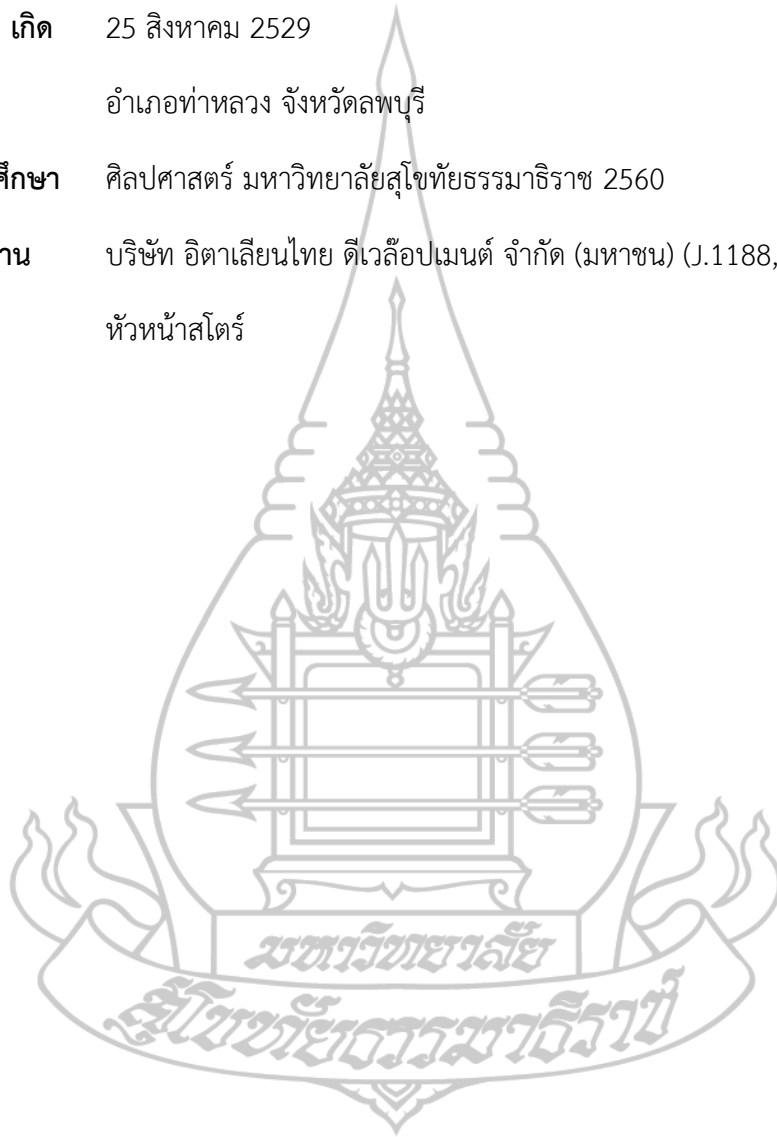 เกิด 25 สิงหาคม 2529
อำเภอท่าหลวง จังหวัดลพบุรี
ศึกษา ศิลปศาสตร์ มหาวิทยาลัยสุโขทัยธรรมาธิราช 2560
าน บริษัท อิตาเลียนไทย ดีเวล๊อปเมนต์ จำกัด (มหาชน) (J.1188,
หัวหน้าสโตร์
มหาวิทยาลัย
สุโขทัยธรรมาธิราช